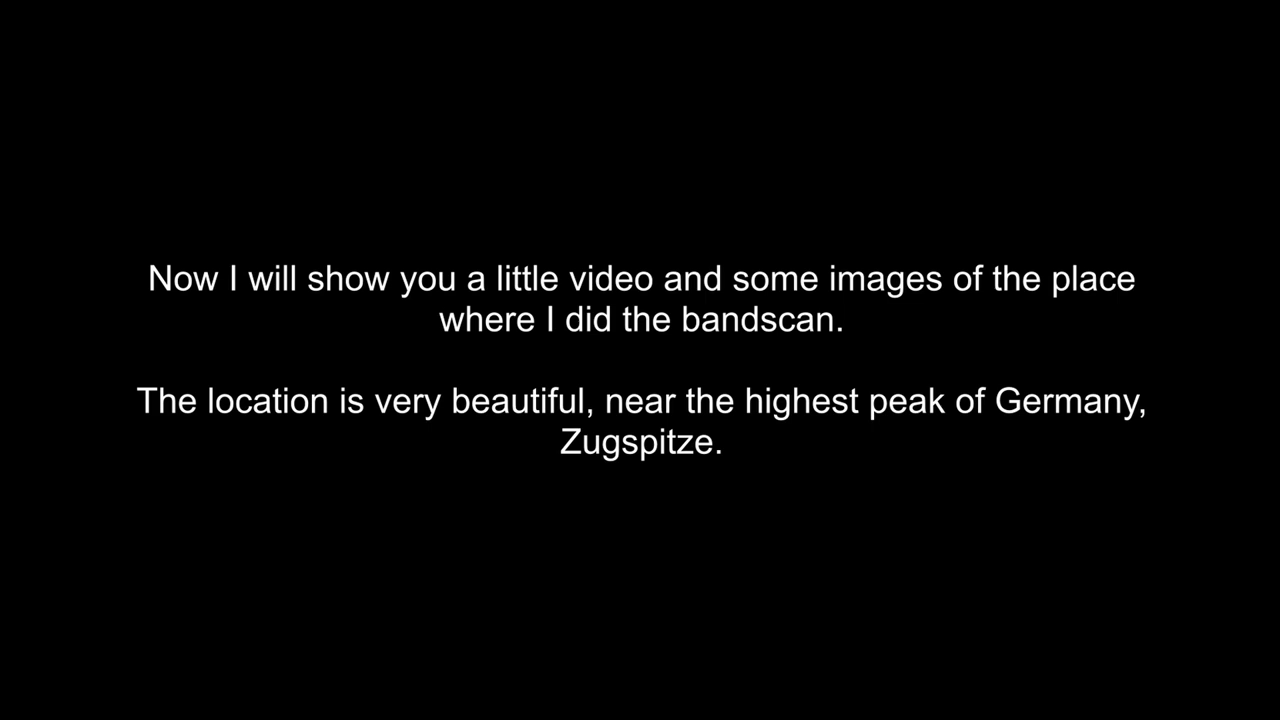 Now I will show you a little video and some images of the place
where I did the bandscan.
The location is very beautiful, near the highest peak of Germany,
Zugspitze.